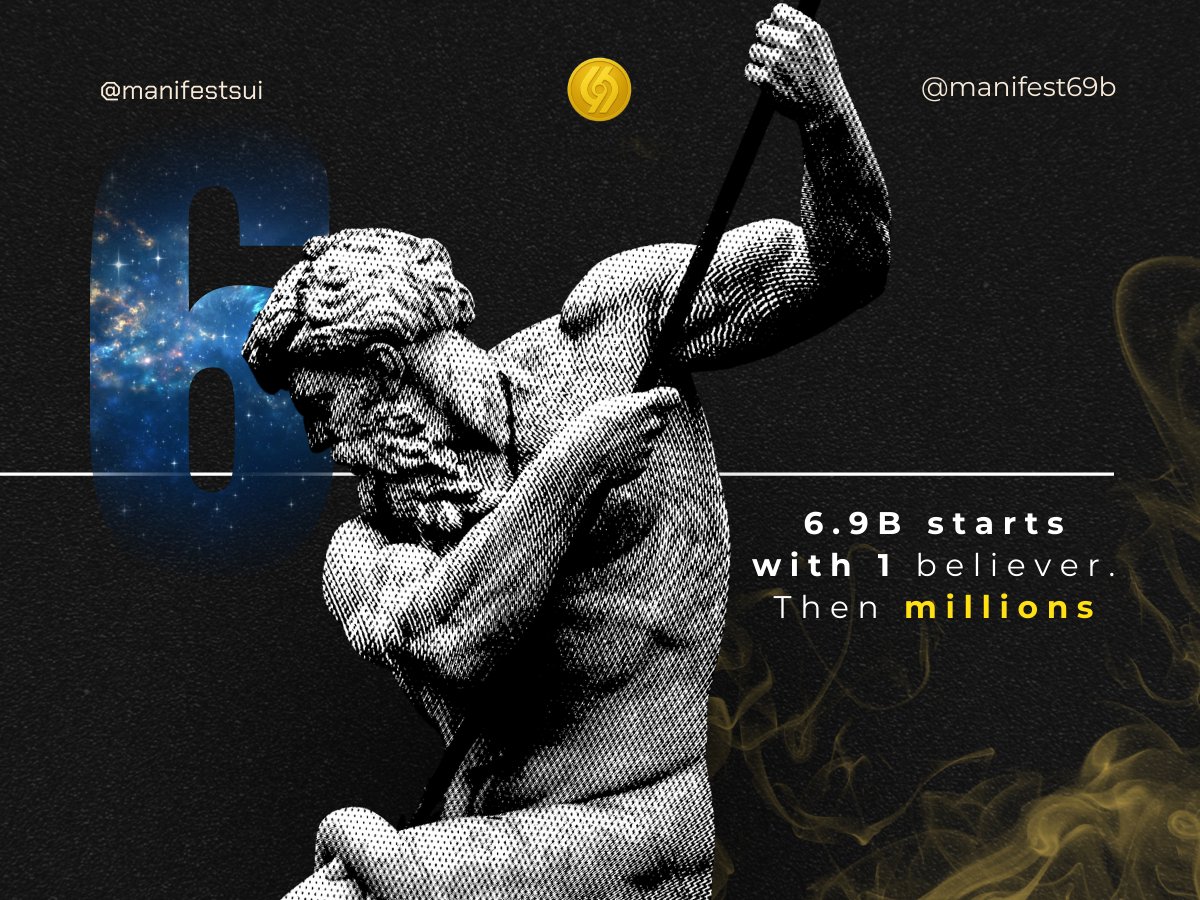 @manifestsui
@manifest69b
6
6.9B starts
with 1 believer.
Then millions